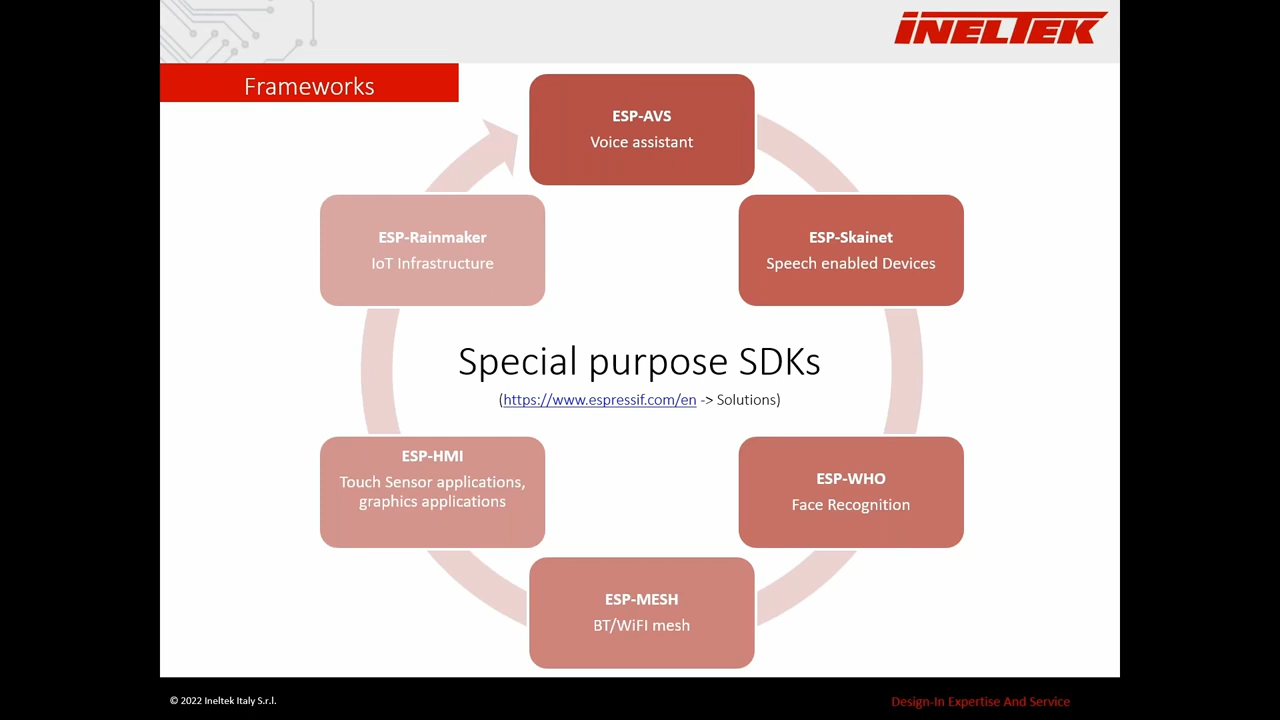 iNELTEK
Frameworks
ESP-AVS
Voice assistant
ESP-Rainmaker
IoT Infrastructure
ESP-Skainet
Speech enabled Devices
Special purpose SDKs
(https://www.espressif.com/en -> Solutions)
ESP-HMI
Touch Sensor applications,
graphics applications
ESP-WHO
Face Recognition
ESP-MESH
BT/WiFI mesh
© 2022 Ineltek Italy S.r.l.
Design-In Expertise And Service